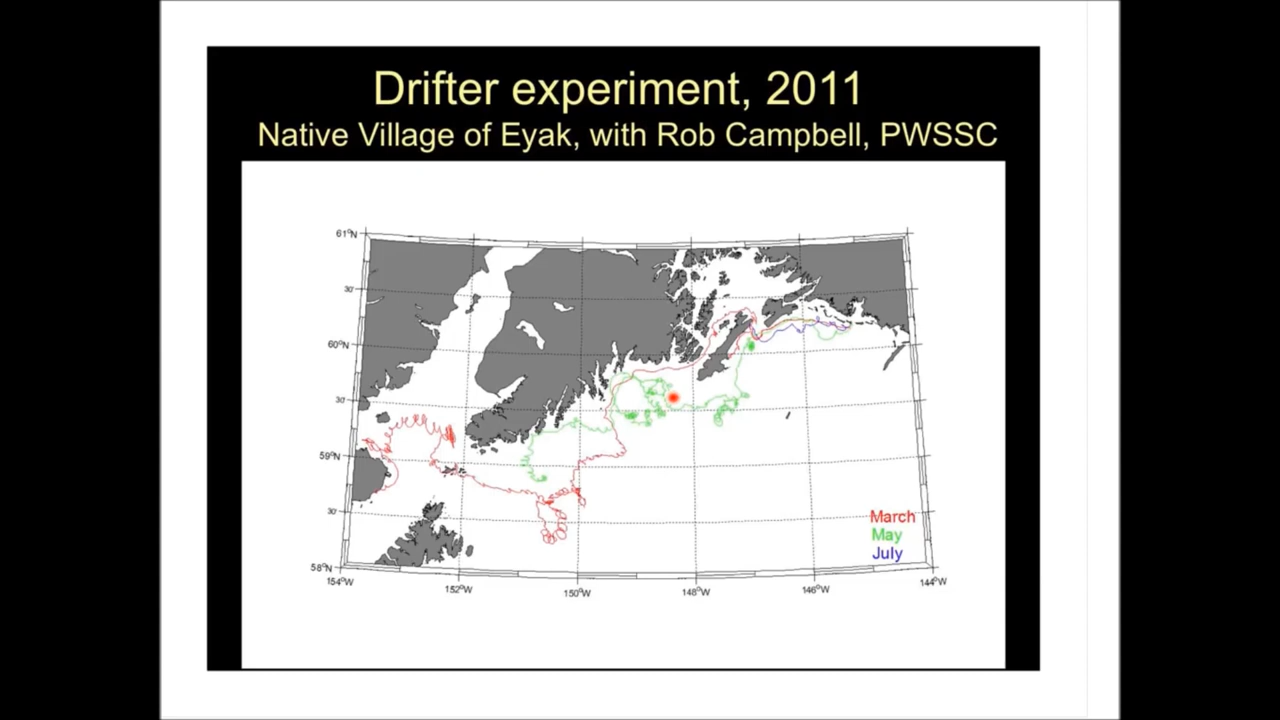 Drifter experiment, 2011
Native Village of Eyak, with Rob Campbell, PWSSC
61°N
30'
60°N
30'
59°N
30'
58°N
154°W
152°W
150°W
148°W
146°W
144°W
March
May
July